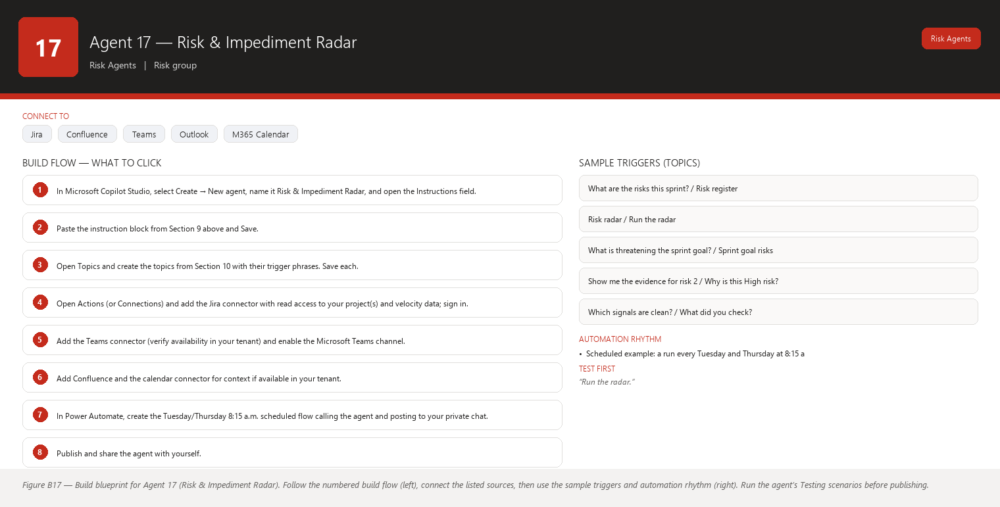 17
Agent 17 — Risk & Impediment Radar
Risk Agents | Risk group
Risk Agents
CONNECT TO
Jira
Confluence
Teams
Outlook
M365 Calendar
BUILD FLOW — WHAT TO CLICK
1 In Microsoft Copilot Studio, select Create → New agent, name it Risk & Impediment Radar, and open the Instructions field.
2 Paste the instruction block from Section 9 above and Save.
3 Open Topics and create the topics from Section 10 with their trigger phrases. Save each.
4 Open Actions (or Connections) and add the Jira connector with read access to your project(s) and velocity data; sign in.
5 Add the Teams connector (verify availability in your tenant) and enable the Microsoft Teams channel.
6 Add Confluence and the calendar connector for context if available in your tenant.
7 In Power Automate, create the Tuesday/Thursday 8:15 a.m. scheduled flow calling the agent and posting to your private chat.
8 Publish and share the agent with yourself.
SAMPLE TRIGGERS (TOPICS)
What are the risks this sprint? / Risk register
Risk radar / Run the radar
What is threatening the sprint goal? / Sprint goal risks
Show me the evidence for risk 2 / Why is this High risk?
Which signals are clean? / What did you check?
AUTOMATION RHYTHM
• Scheduled example: a run every Tuesday and Thursday at 8:15 a
TEST FIRST
"Run the radar."
Figure B17 — Build blueprint for Agent 17 (Risk & Impediment Radar). Follow the numbered build flow (left), connect the listed sources, then use the sample triggers and automation rhythm (right). Run the agent's Testing scenarios before publishing.